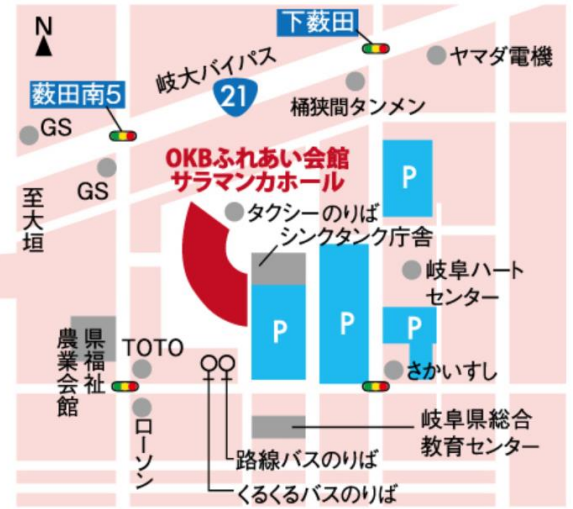 N
下薮田
ヤマダ電機
岐大バイパス
21
桶狭間タンメン
薮田南5
GS
GS
至大垣
OKBふれあい会館
サラマンカホール
P
タクシーのりば
シンクタンク庁舎
岐阜ハート
センター
P
P
P
県福祉
農業会館
TOTO
さかいすし
ローソン
岐阜県総合
教育センター
路線バスのりば
くるくるバスのりば